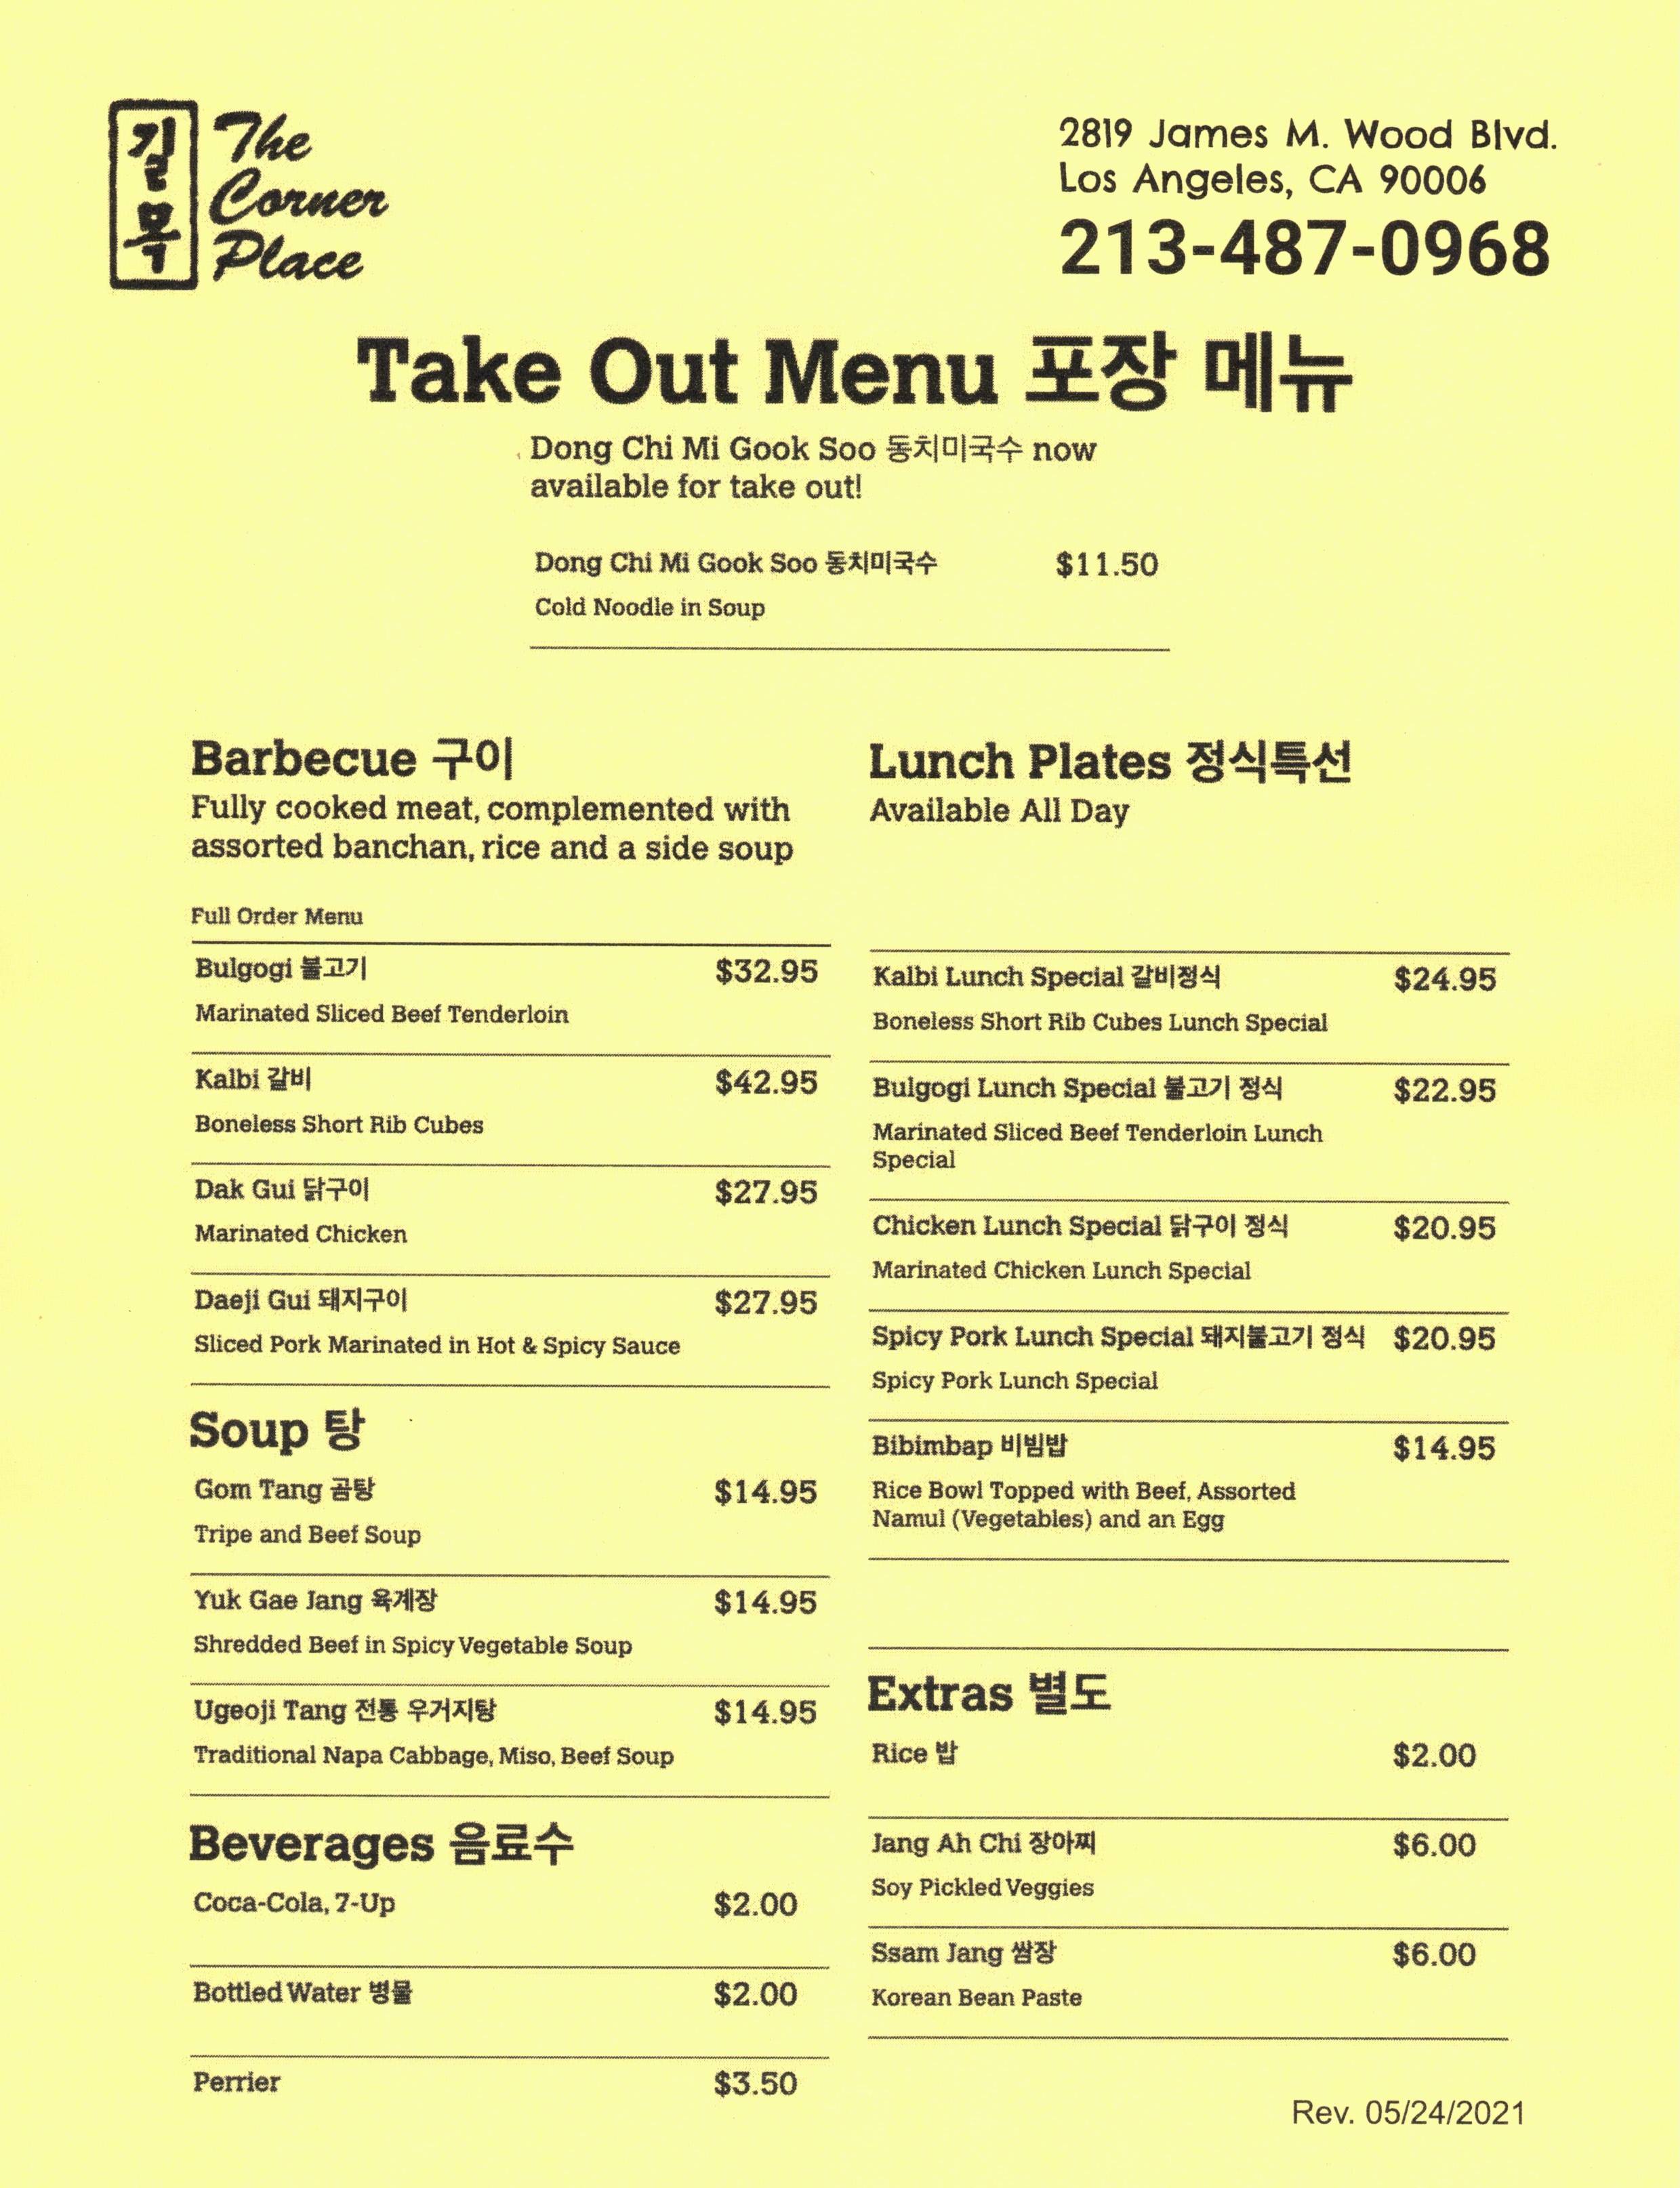 길목
The
Corner
Place
2819 James M. Wood Blvd.
Los Angeles, CA 90006
213-487-0968
Take Out Menu 포장 메뉴
Dong Chi Mi Gook Soo 동치미국수 now
available for take out!
Dong Chi Mi Gook Soo 동치미국수 $11.50
Cold Noodle in Soup
Barbecue 구이
Fully cooked meat, complemented with
assorted banchan, rice and a side soup
Full Order Menu
Bulgogi 불고기 $32.95
Marinated Sliced Beef Tenderloin
Kalbi 갈비 $42.95
Boneless Short Rib Cubes
Dak Gui 닭구이 $27.95
Marinated Chicken
Daeji Gui 돼지구이 $27.95
Sliced Pork Marinated in Hot & Spicy Sauce
Soup 탕
Gom Tang 곰탕 $14.95
Tripe and Beef Soup
Yuk Gae Jang 육계장 $14.95
Shredded Beef in Spicy Vegetable Soup
Ugeoji Tang 전통 우거지탕 $14.95
Traditional Napa Cabbage, Miso, Beef Soup
Beverages 음료수
Coca-Cola, 7-Up $2.00
Bottled Water 병물 $2.00
Perrier $3.50
Lunch Plates 정식특선
Available All Day
Kalbi Lunch Special 갈비정식 $24.95
Boneless Short Rib Cubes Lunch Special
Bulgogi Lunch Special 불고기 정식 $22.95
Marinated Sliced Beef Tenderloin Lunch
Special
Chicken Lunch Special 닭구이 정식 $20.95
Marinated Chicken Lunch Special
Spicy Pork Lunch Special 돼지불고기 정식 $20.95
Spicy Pork Lunch Special
Bibimbap 비빔밥 $14.95
Rice Bowl Topped with Beef, Assorted
Namul (Vegetables) and an Egg
Extras 별도
Rice 밥 $2.00
Jang Ah Chi 장아찌 $6.00
Soy Pickled Veggies
Ssam Jang 쌈장 $6.00
Korean Bean Paste
Rev. 05/24/2021